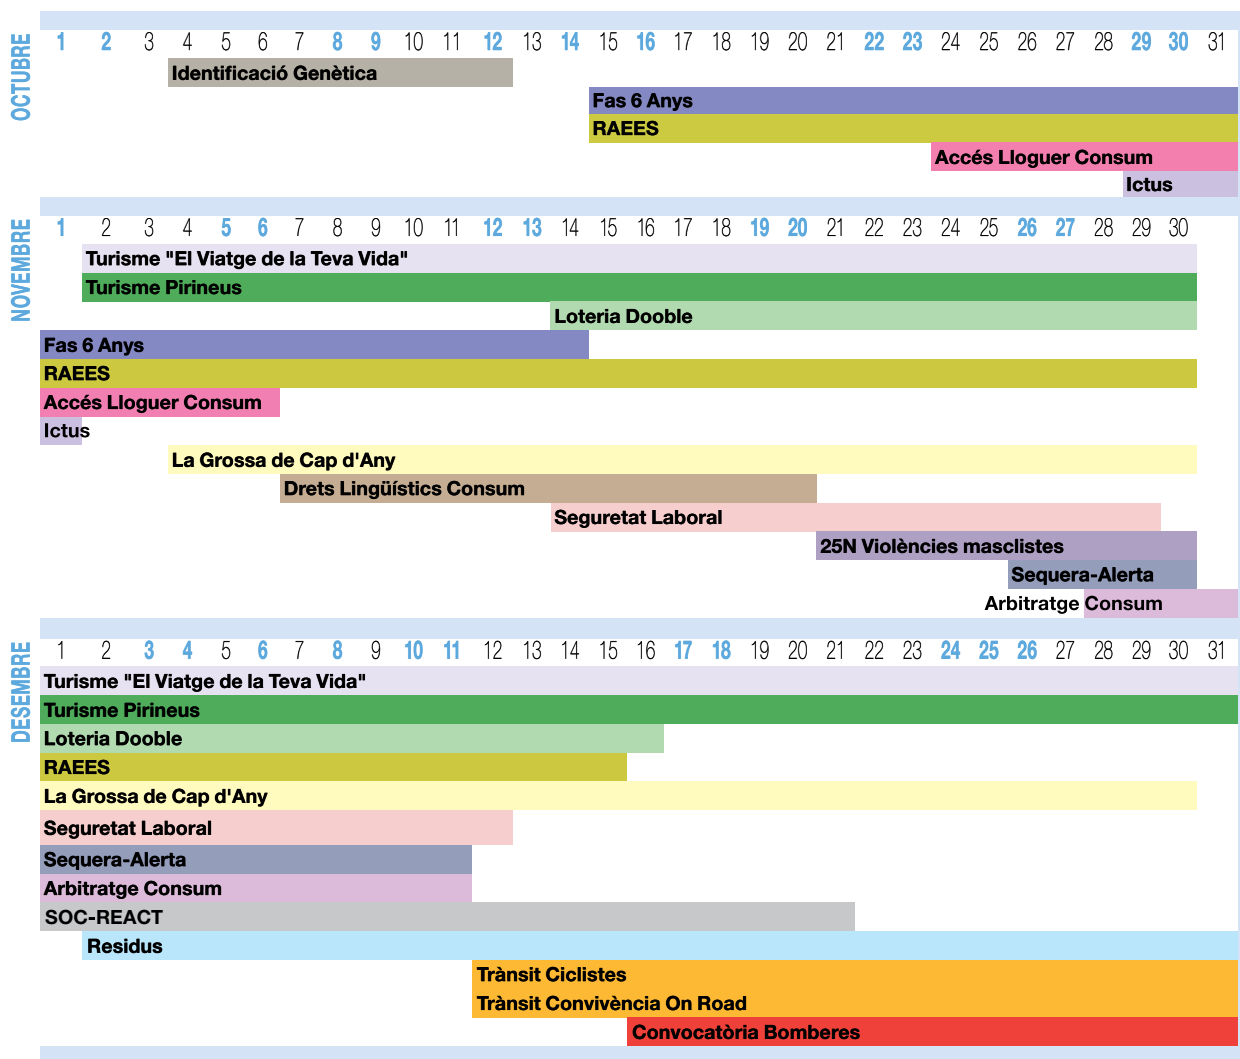 OCTUBRE
1 2 3 4 5 6 7 8 9 10 11 12 13 14 15 16 17 18 19 20 21 22 23 24 25 26 27 28 29 30 31
Identificació Genètica
Fas 6 Anys
RAEES
Accés Lloguer Consum
Ictus
NOVEMBRE
1 2 3 4 5 6 7 8 9 10 11 12 13 14 15 16 17 18 19 20 21 22 23 24 25 26 27 28 29 30
Turisme "El Viatge de la Teva Vida"
Turisme Pirineus
Loteria Dooble
Fas 6 Anys
RAEES
Accés Lloguer Consum
Ictus
La Grossa de Cap d'Any
Drets Lingüístics Consum
Seguretat Laboral
25N Violències masclistes
Sequera-Alerta
Arbitratge Consum
DESEMBRE
1 2 3 4 5 6 7 8 9 10 11 12 13 14 15 16 17 18 19 20 21 22 23 24 25 26 27 28 29 30 31
Turisme "El Viatge de la Teva Vida"
Turisme Pirineus
Loteria Dooble
RAEES
La Grossa de Cap d'Any
Seguretat Laboral
Sequera-Alerta
Arbitratge Consum
SOC-REACT
Residus
Trànsit Ciclistes
Trànsit Convivència On Road
Convocatòria Bomberes